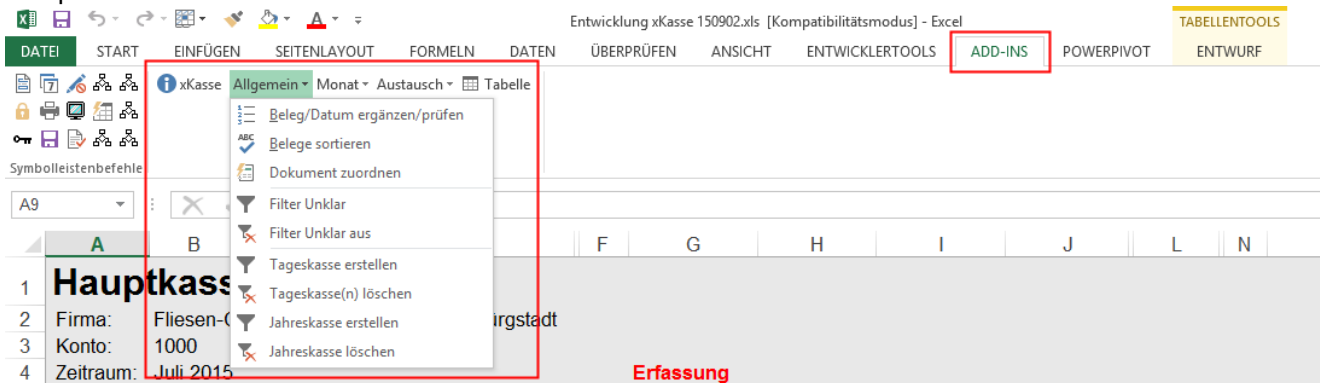 Entwicklung xKasse 150902.xls [Kompatibilitätsmodus] - Excel
TABELLENTOOLS
DATEI START EINFÜGEN SEITENLAYOUT FORMELN DATEN ÜBERPRÜFEN ANSICHT ENTWICKLERTOOLS ADD-INS POWERPIVOT ENTWURF
xKasse Allgemein Monat Austausch Tabelle
Beleg/Datum ergänzen/prüfen
Belege sortieren
Dokument zuordnen
Symbolleistenbefehle
A9
Filter Unklar
Filter Unklar aus
A B F G H I J L N
Tageskasse erstellen
1 Hauptkass
Tageskasse(n) löschen
2 Firma: Fliesen- ürgstadt
Jahreskasse erstellen
3 Konto: 1000
Jahreskasse löschen
4 Zeitraum: Juli 2015 Erfassung